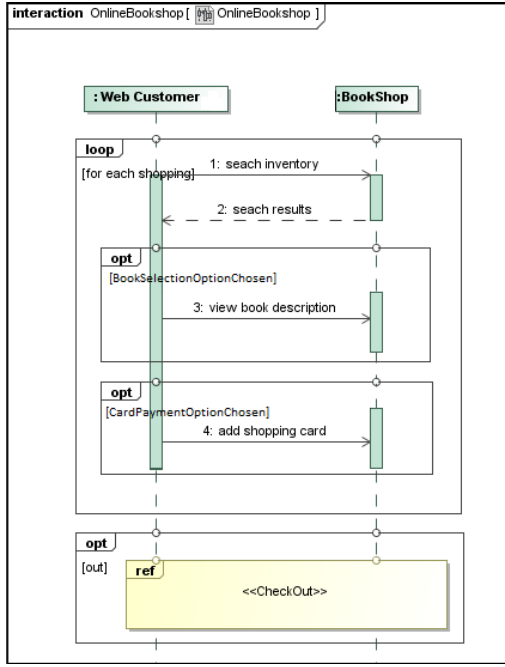 interaction OnlineBookshop [ OnlineBookshop ]
: Web Customer
:BookShop
loop
[for each shopping]
1: seach inventory
2: seach results
opt
[BookSelectionOptionChosen]
3: view book description
opt
[CardPaymentOptionChosen]
4: add shopping card
opt
[out]
ref
<<CheckOut>>